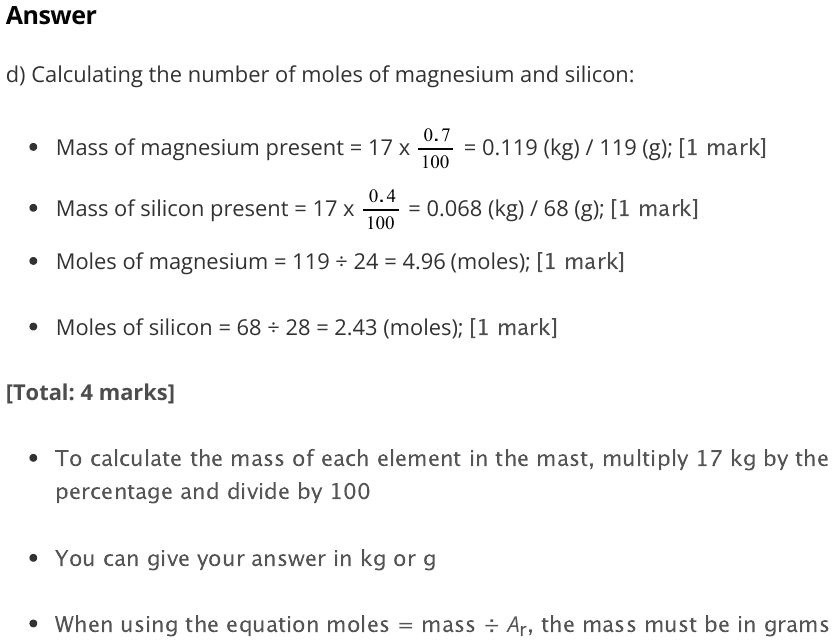 Answer
d) Calculating the number of moles of magnesium and silicon:
• Mass of magnesium present = 17 x 0.7/100 = 0.119 (kg) / 119 (g); [1 mark]
• Mass of silicon present = 17 x 0.4/100 = 0.068 (kg) / 68 (g); [1 mark]
• Moles of magnesium = 119 ÷ 24 = 4.96 (moles); [1 mark]
• Moles of silicon = 68 ÷ 28 = 2.43 (moles); [1 mark]
[Total: 4 marks]
• To calculate the mass of each element in the mast, multiply 17 kg by the
percentage and divide by 100
• You can give your answer in kg or g
• When using the equation moles = mass ÷ Ar, the mass must be in grams